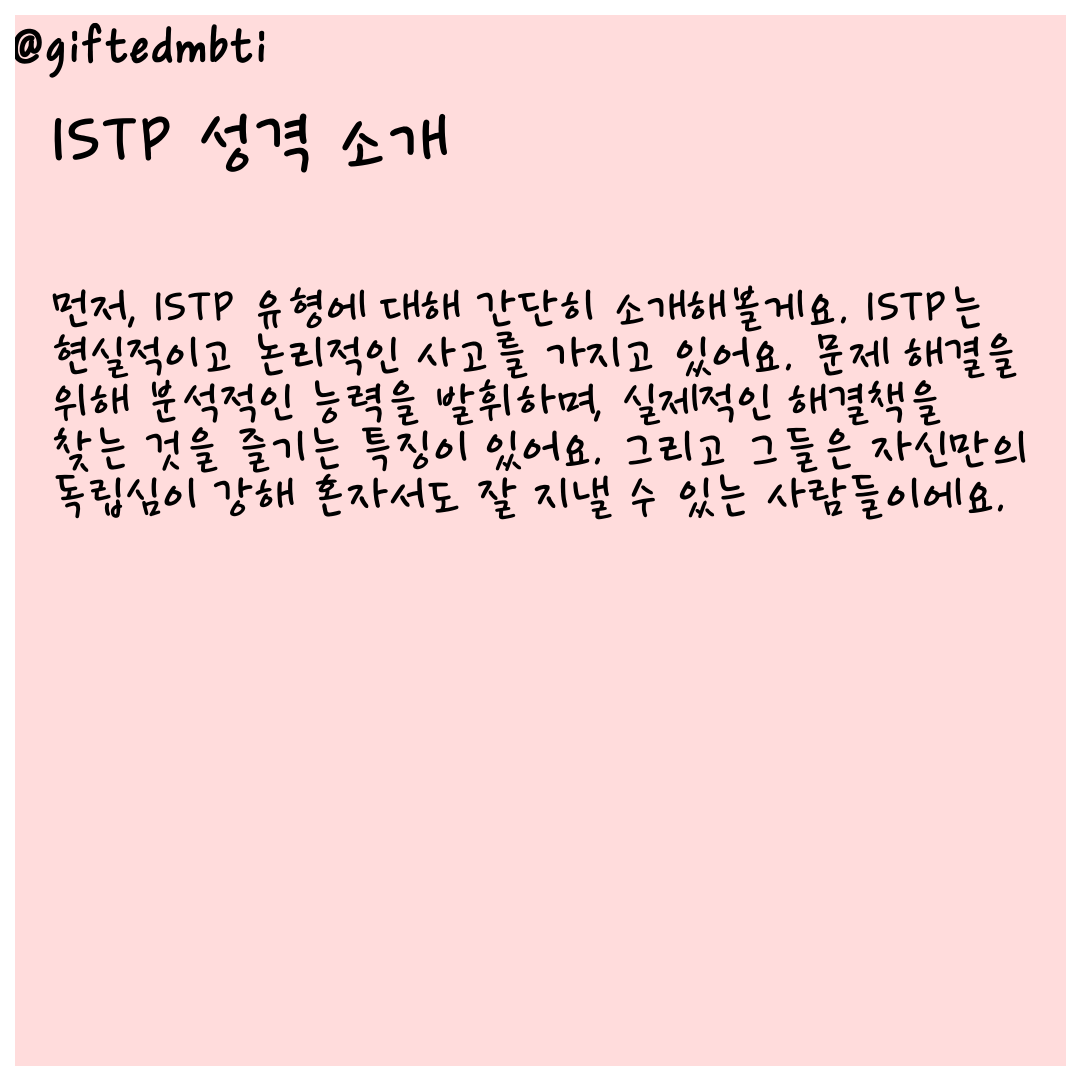 @giftedmbti
ISTP 성격 소개
먼저, ISTP 유형에 대해 간단히 소개해볼게요. ISTP는
현실적이고 논리적인 사고를 가지고 있어요. 문제 해결을
위해 분석적인 능력을 발휘하며, 실제적인 해결책을
찾는 것을 즐기는 특징이 있어요. 그리고 그들은 자신만의
독립심이 강해 혼자서도 잘 지낼 수 있는 사람들이에요.